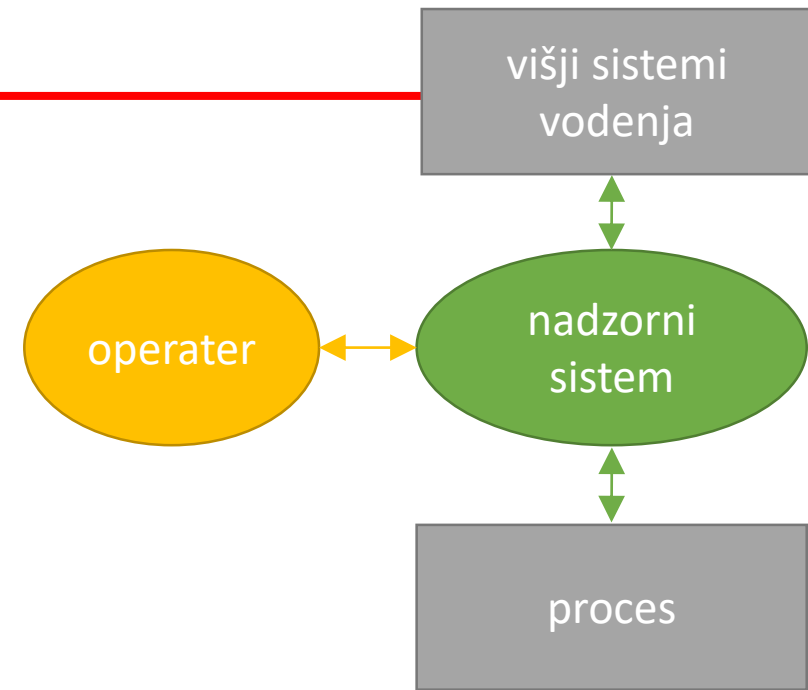 višji sistemi
vodenja
operater
nadzorni
sistem
proces